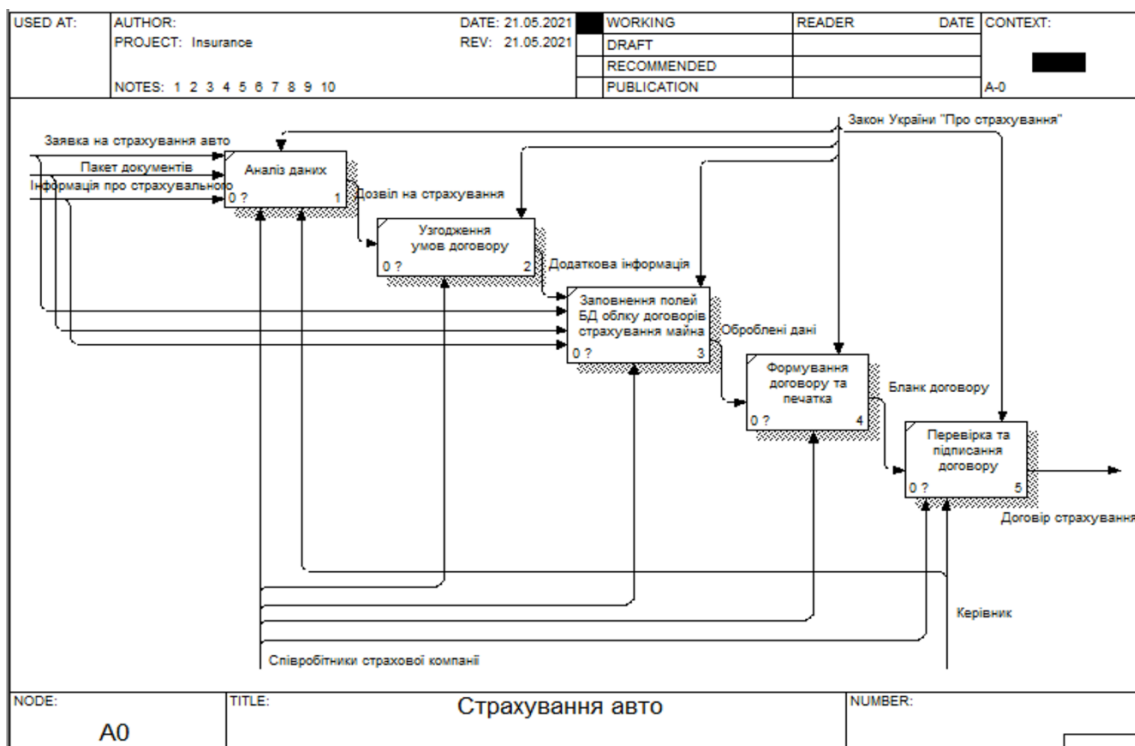 USED AT:
AUTHOR:
DATE: 21.05.2021
WORKING
READER
DATE
CONTEXT:
PROJECT: Insurance
REV: 21.05.2021
DRAFT
RECOMMENDED
NOTES: 1 2 3 4 5 6 7 8 9 10
PUBLICATION
A-0
Закон України "Про страхування"
Заявка на страхування авто
Пакет документів
Інформація про страхувального
Аналіз даних
0 ?
1
Дозвіл на страхування
Узгодження
умов договору
0 ?
2
Додаткова інформація
Заповнення полей
БД облку договорів
страхування майна
0 ?
3
Оброблені дані
Формування
договору та
печатка
0 ?
4
Бланк договору
Перевірка та
підписання
договору
0 ?
5
Договір страхування
Керівник
Співробітники страхової компанії
NODE:
TITLE:
Страхування авто
NUMBER:
A0